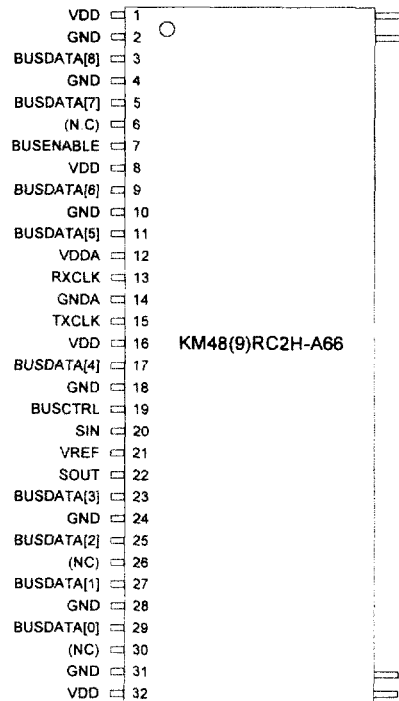 VDD 1
GND 2
BUSDATA[8] 3
GND 4
BUSDATA[7] 5
(N.C) 6
BUSENABLE 7
VDD 8
BUSDATA[6] 9
GND 10
BUSDATA[5] 11
VDDA 12
RXCLK 13
GNDA 14
TXCLK 15
VDD 16
KM48(9)RC2H-A66
BUSDATA[4] 17
GND 18
BUSCTRL 19
SIN 20
VREF 21
SOUT 22
BUSDATA[3] 23
GND 24
BUSDATA[2] 25
(NC) 26
BUSDATA[1] 27
GND 28
BUSDATA[0] 29
(NC) 30
GND 31
VDD 32